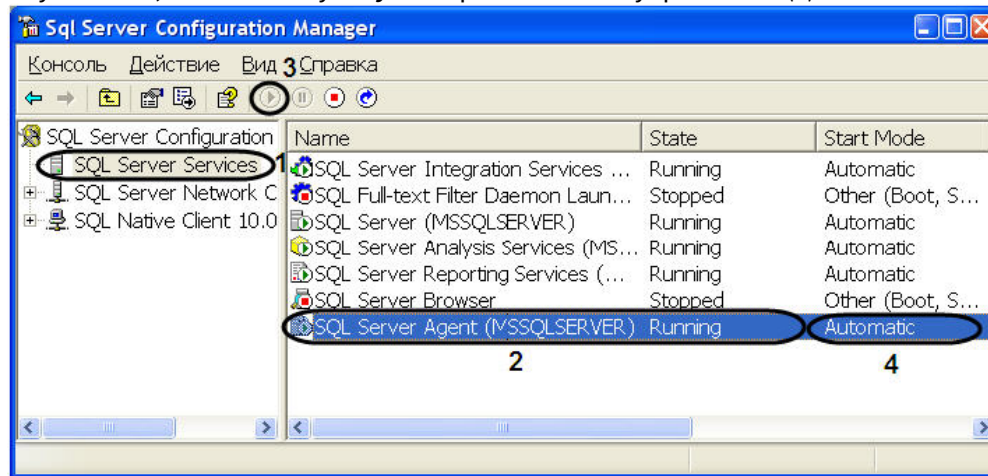 Sql Server Configuration Manager
Консоль Действие Вид 3 Справка
SQL Server Configuration
SQL Server Services 1
SQL Server Network C
SQL Native Client 10.0
Name State Start Mode
SQL Server Integration Services ... Running Automatic
SQL Full-text Filter Daemon Laun... Stopped Other (Boot, S...
SQL Server (MSSQLSERVER) Running Automatic
SQL Server Analysis Services (MS... Running Automatic
SQL Server Reporting Services (... Running Automatic
SQL Server Browser Stopped Other (Boot, S...
SQL Server Agent (MSSQLSERVER) Running Automatic
2 4